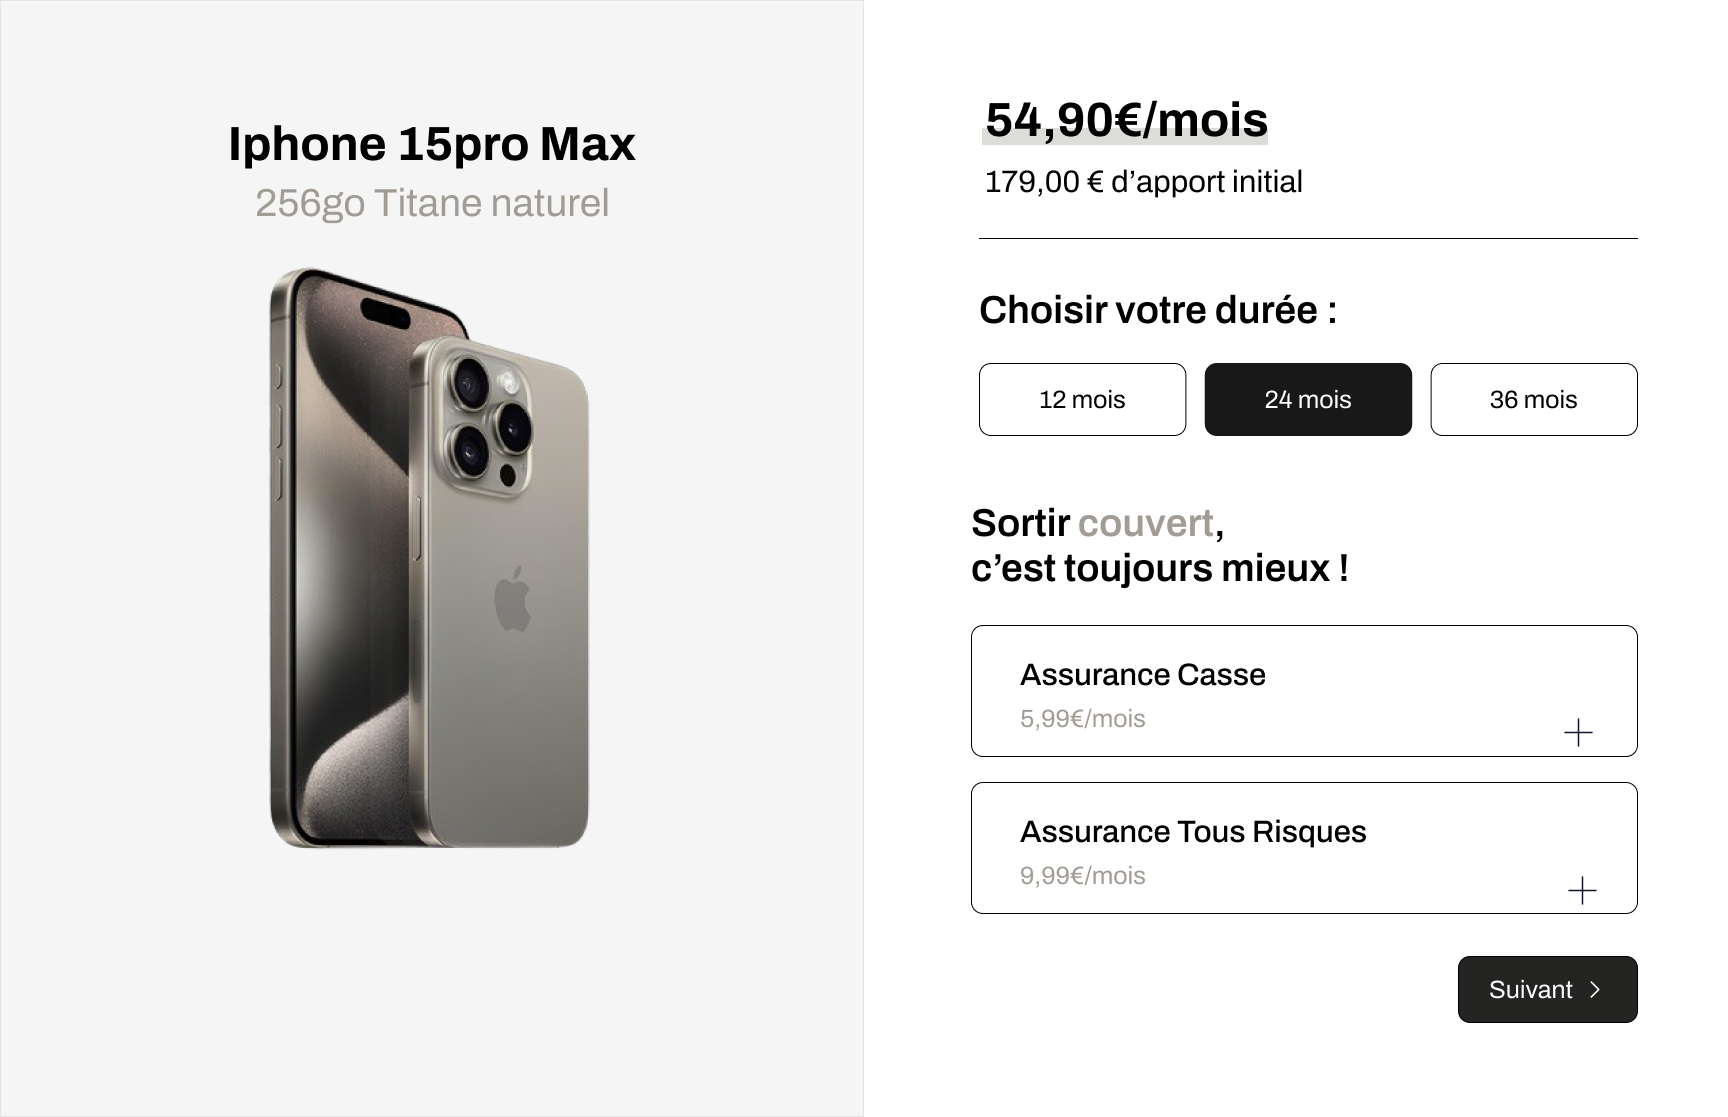 Iphone 15pro Max
256go Titane naturel
54,90€/mois
179,00 € d’apport initial
Choisir votre durée :
12 mois
24 mois
36 mois
Sortir couvert,
c’est toujours mieux !
Assurance Casse
5,99€/mois
Assurance Tous Risques
9,99€/mois
Suivant